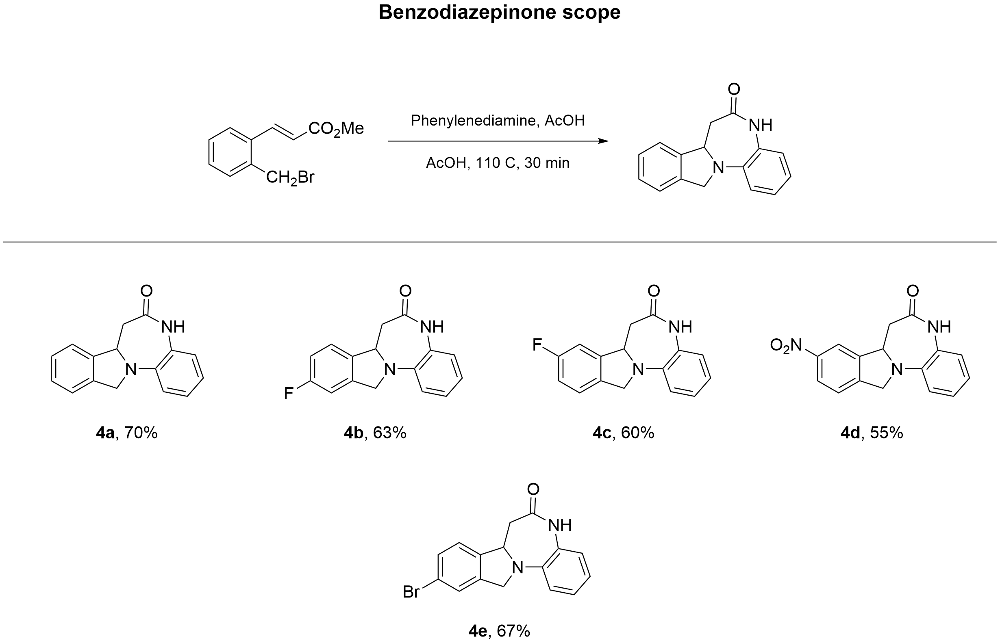 Benzodiazepinone scope
O
Phenylenediamine, AcOH
NH
CO2Me
AcOH, 110 C, 30 min
N
CH2Br
O
O
O
O
NH
NH
NH
NH
F
O2N
N
N
N
N
F
4a, 70%
4b, 63%
4c, 60%
4d, 55%
O
NH
N
Br
4e, 67%